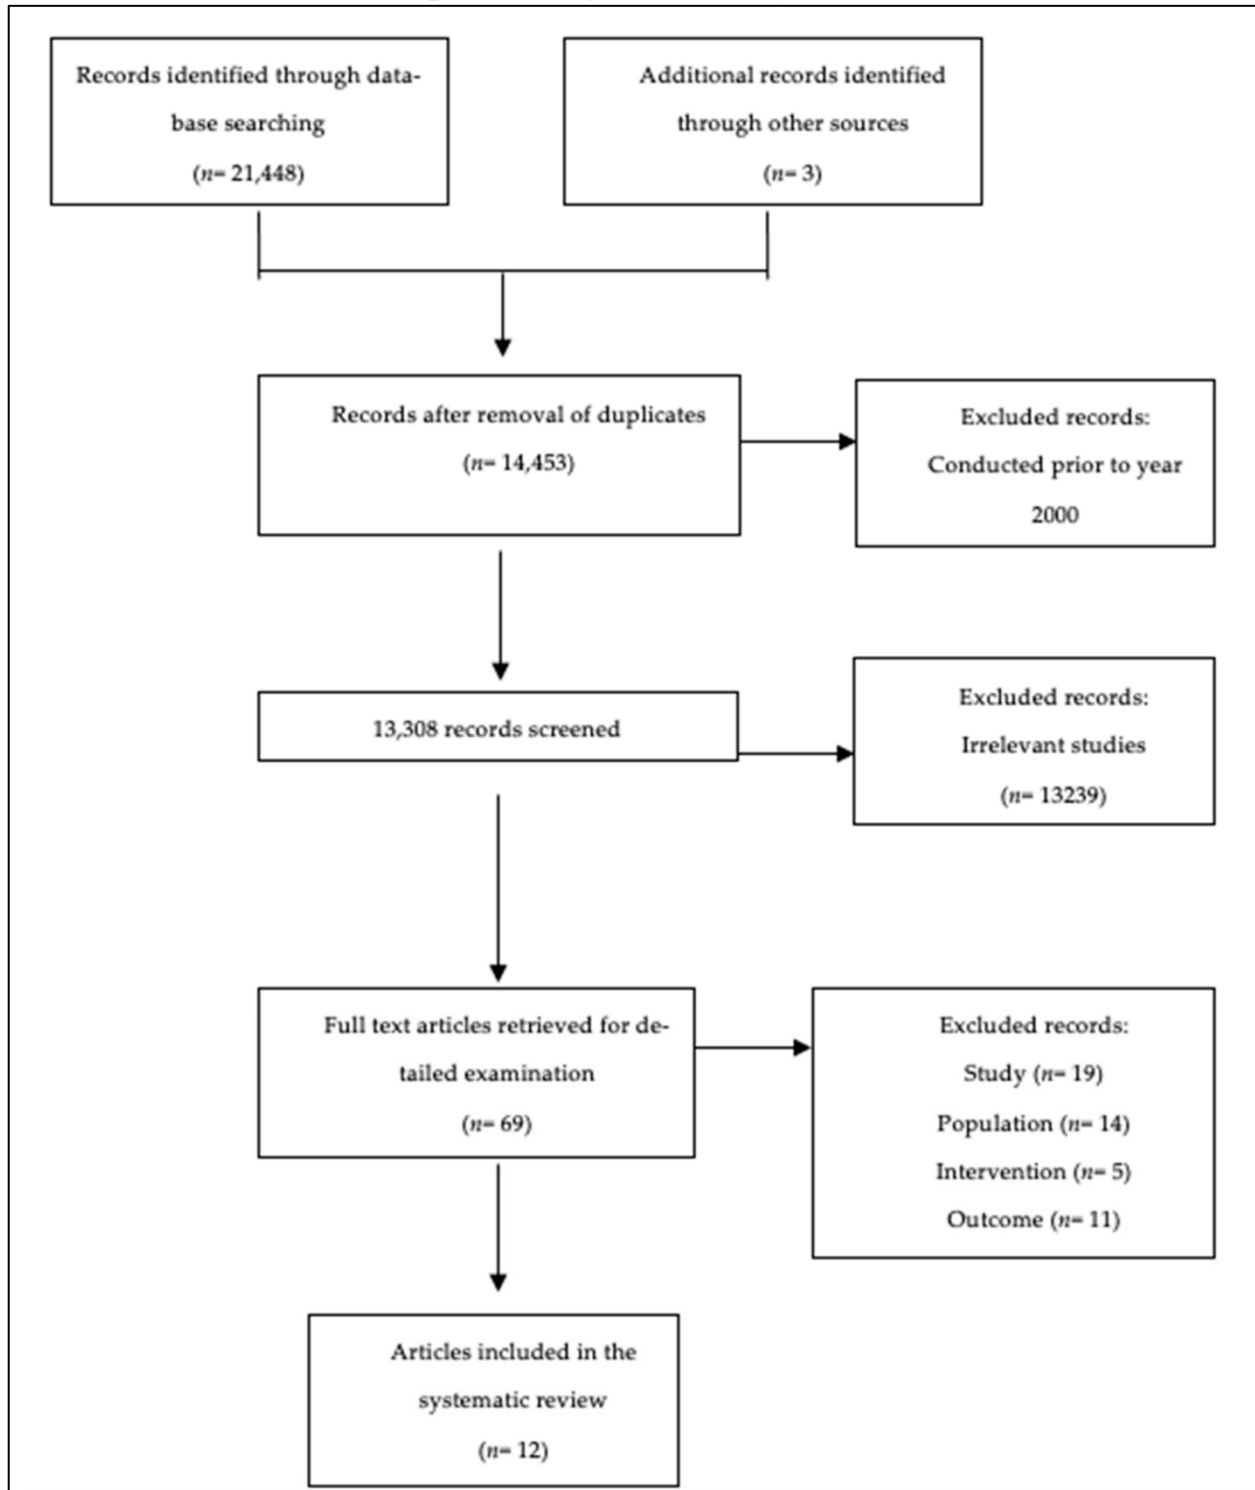 Records identified through data-
base searching
(n= 21,448)
Additional records identified
through other sources
(n= 3)
Records after removal of duplicates
(n= 14,453)
Excluded records:
Conducted prior to year
2000
13,308 records screened
Excluded records:
Irrelevant studies
(n= 13239)
Full text articles retrieved for de-
tailed examination
(n= 69)
Excluded records:
Study (n= 19)
Population (n= 14)
Intervention (n= 5)
Outcome (n= 11)
Articles included in the
systematic review
(n= 12)